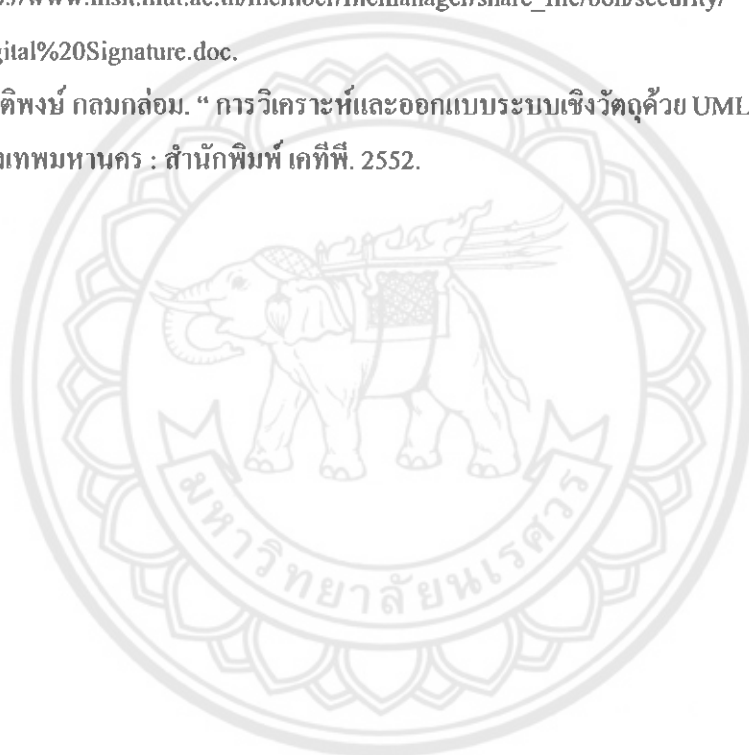 gital%20Signature.doc.
ติพงษ์ กลมกล่อม. “ การวิเคราะห์และออกแบบระบบเชิงวัตถุด้วย UML
งเทพมหานคร : สำนักพิมพ์ เคทีพี. 2552.
มหาวิทยาลัยนเรศวร